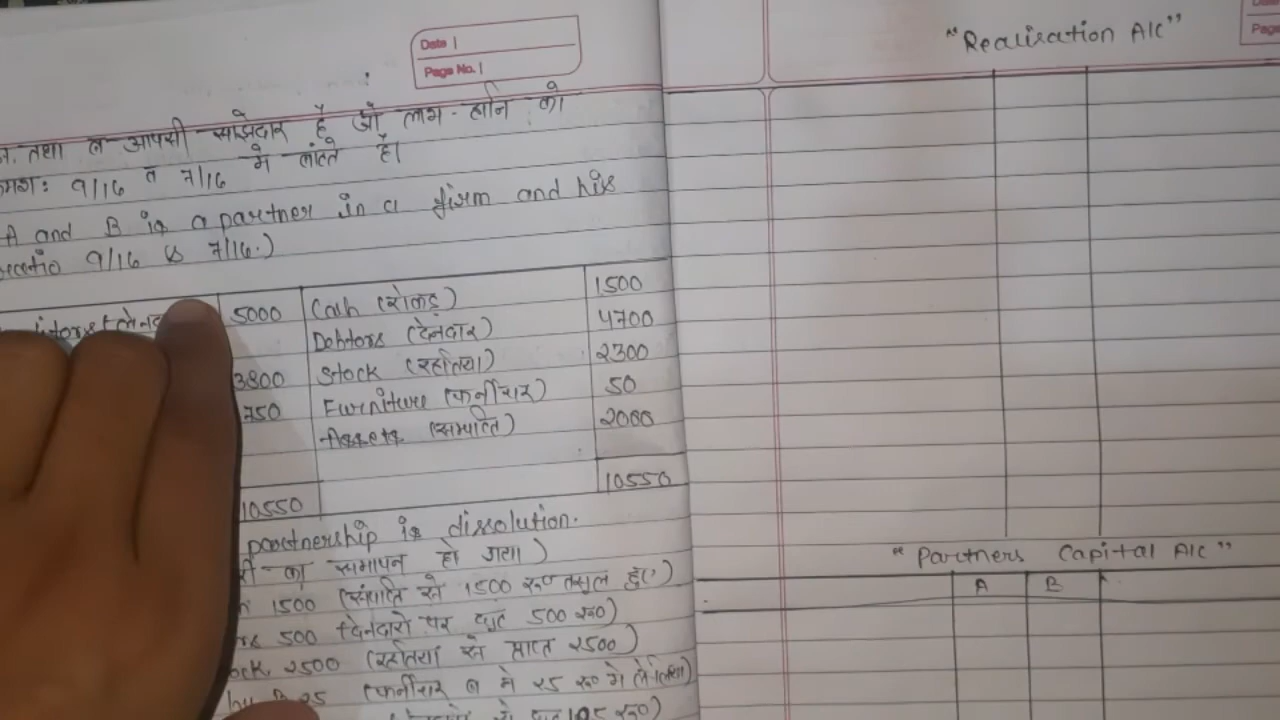 Date
Page No.
तथा ब आपसी साझेदार है जो लाभ-हानि को
9/16 व 7/16 में बांटते है।
A and B is a partner in a firm and his
9/16 & 7/16.)
5000 Cash (रोकड़) 1500
Debtors (देनदार) 4700
3800 Stock (रहतिया) 2300
750 Furniture (फर्नीचर) 50
Assets (सम्पत्ति) 2000
10550 10550
partnership is dissolution.
का समापन हो गया)
1500 (संपत्ति से 1500 रू० वसूल हुए)
500 (देनदारो पर छूट 500 रू०)
2500 (रहतिया से प्राप्त 2500)
25 (फर्नीचर ब ने 25 रू० मे ले लिया)
"Realisation A/C"
Page
"Partners Capital A/C"
A B